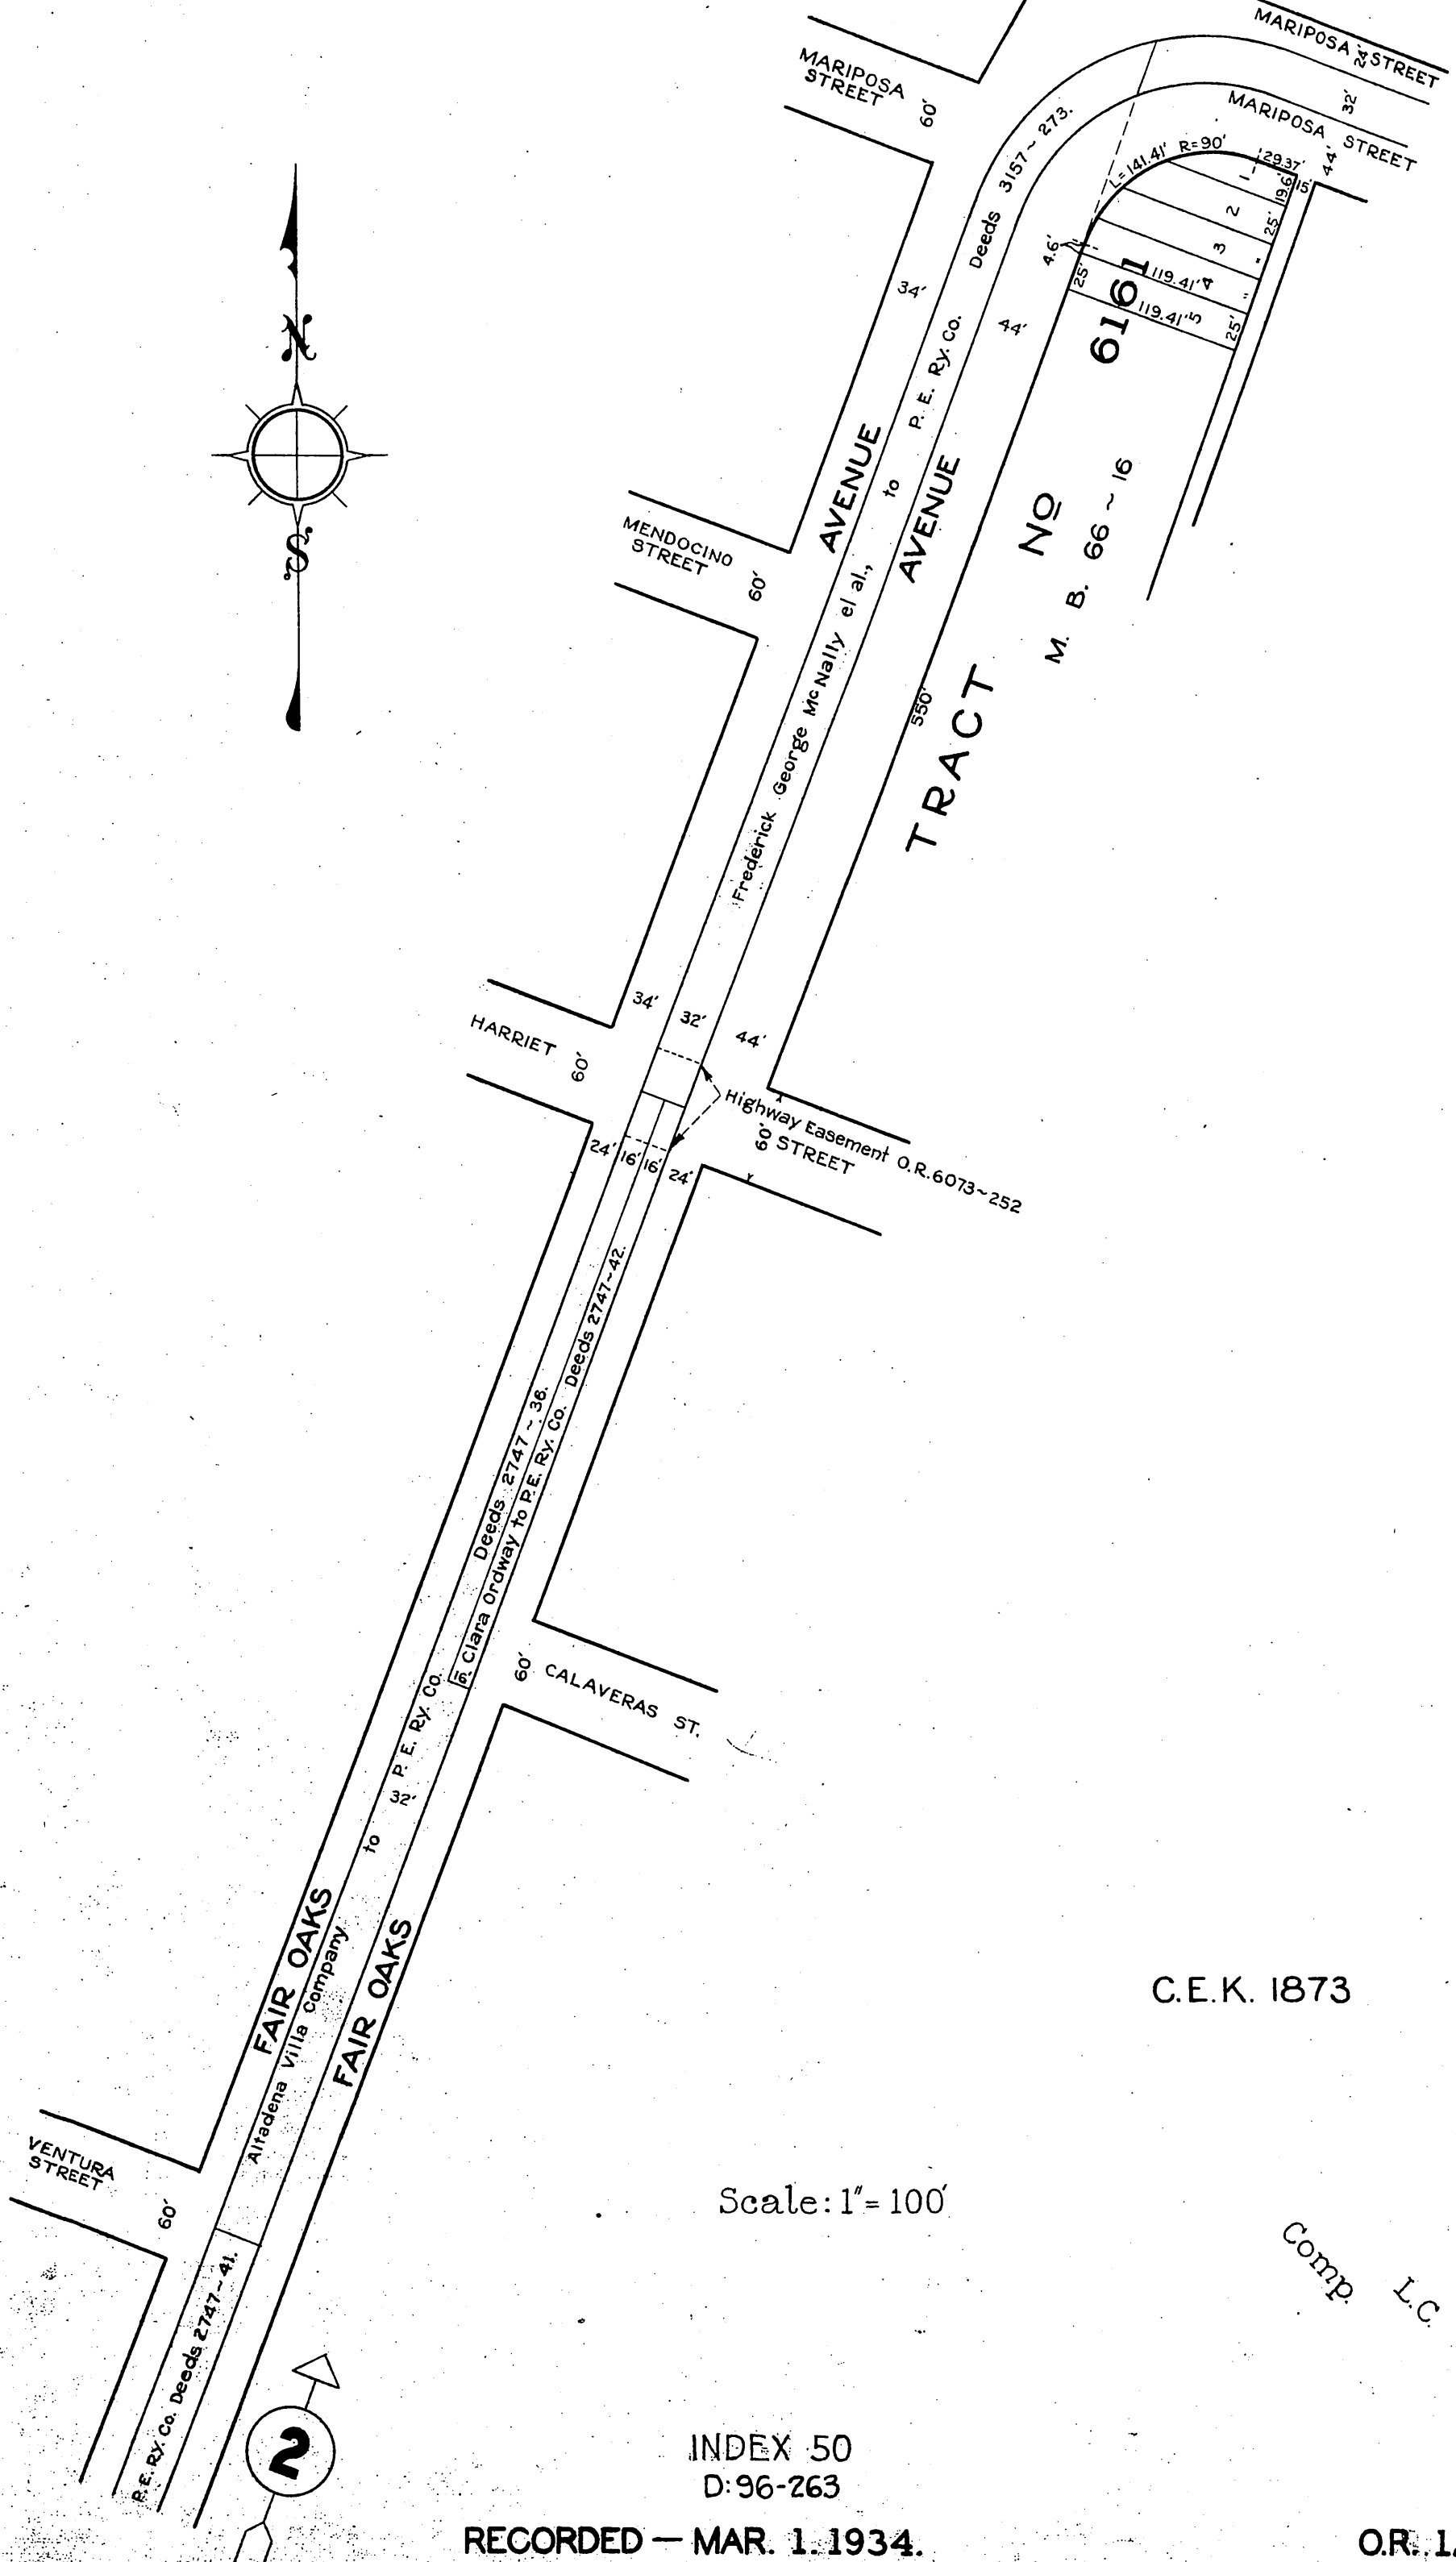 MARIPOSA STREET
24'
MARIPOSA
STREET
60'
32'
MARIPOSA STREET
44'
Deeds 3157~273.
L=141.41' R=90'
29.37'
15'
19.6'
1
2
25'
3
"
4.6'
25'
119.41' 4
"
119.41' 5
25'
34'
44'
TRACT NO 6161
M. B. 66~16
N
S
AVENUE
AVENUE
Frederick George McNally el al., to P. E. Ry. Co.
MENDOCINO
STREET
60'
550'
34'
32'
44'
HARRIET
60'
Highway Easement O.R.6073~252
60'
STREET
24'
16'
16'
24'
Deeds 2747~36.
Clara Ordway to P.E. Ry. Co. Deeds 2747~42.
16'
60'
CALAVERAS ST.
Altadena Villa Company to P. E. Ry. Co.
32'
FAIR OAKS
FAIR OAKS
C.E.K. 1873
VENTURA
STREET
60'
Scale: 1"= 100'
Comp.
L.C.
P. E. Ry. Co. Deeds 2747~41.
2
INDEX 50
D:96-263
RECORDED — MAR. 1. 1934.
O.R. 1